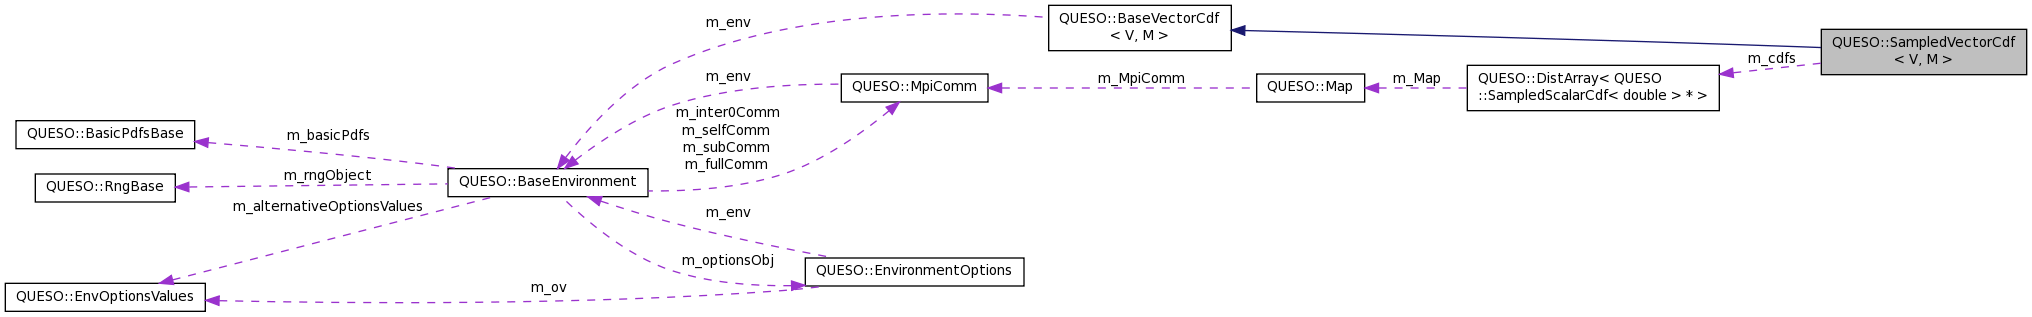 m_env
QUESO::BaseVectorCdf
< V, M >
QUESO::SampledVectorCdf
< V, M >
m_cdfs
m_env
QUESO::MpiComm
m_MpiComm
QUESO::Map
m_Map
QUESO::DistArray< QUESO
::SampledScalarCdf< double > * >
m_inter0Comm
m_selfComm
m_subComm
m_fullComm
QUESO::BasicPdfsBase
m_basicPdfs
QUESO::RngBase
m_rngObject
QUESO::BaseEnvironment
m_alternativeOptionsValues
m_env
m_optionsObj
QUESO::EnvironmentOptions
QUESO::EnvOptionsValues
m_ov